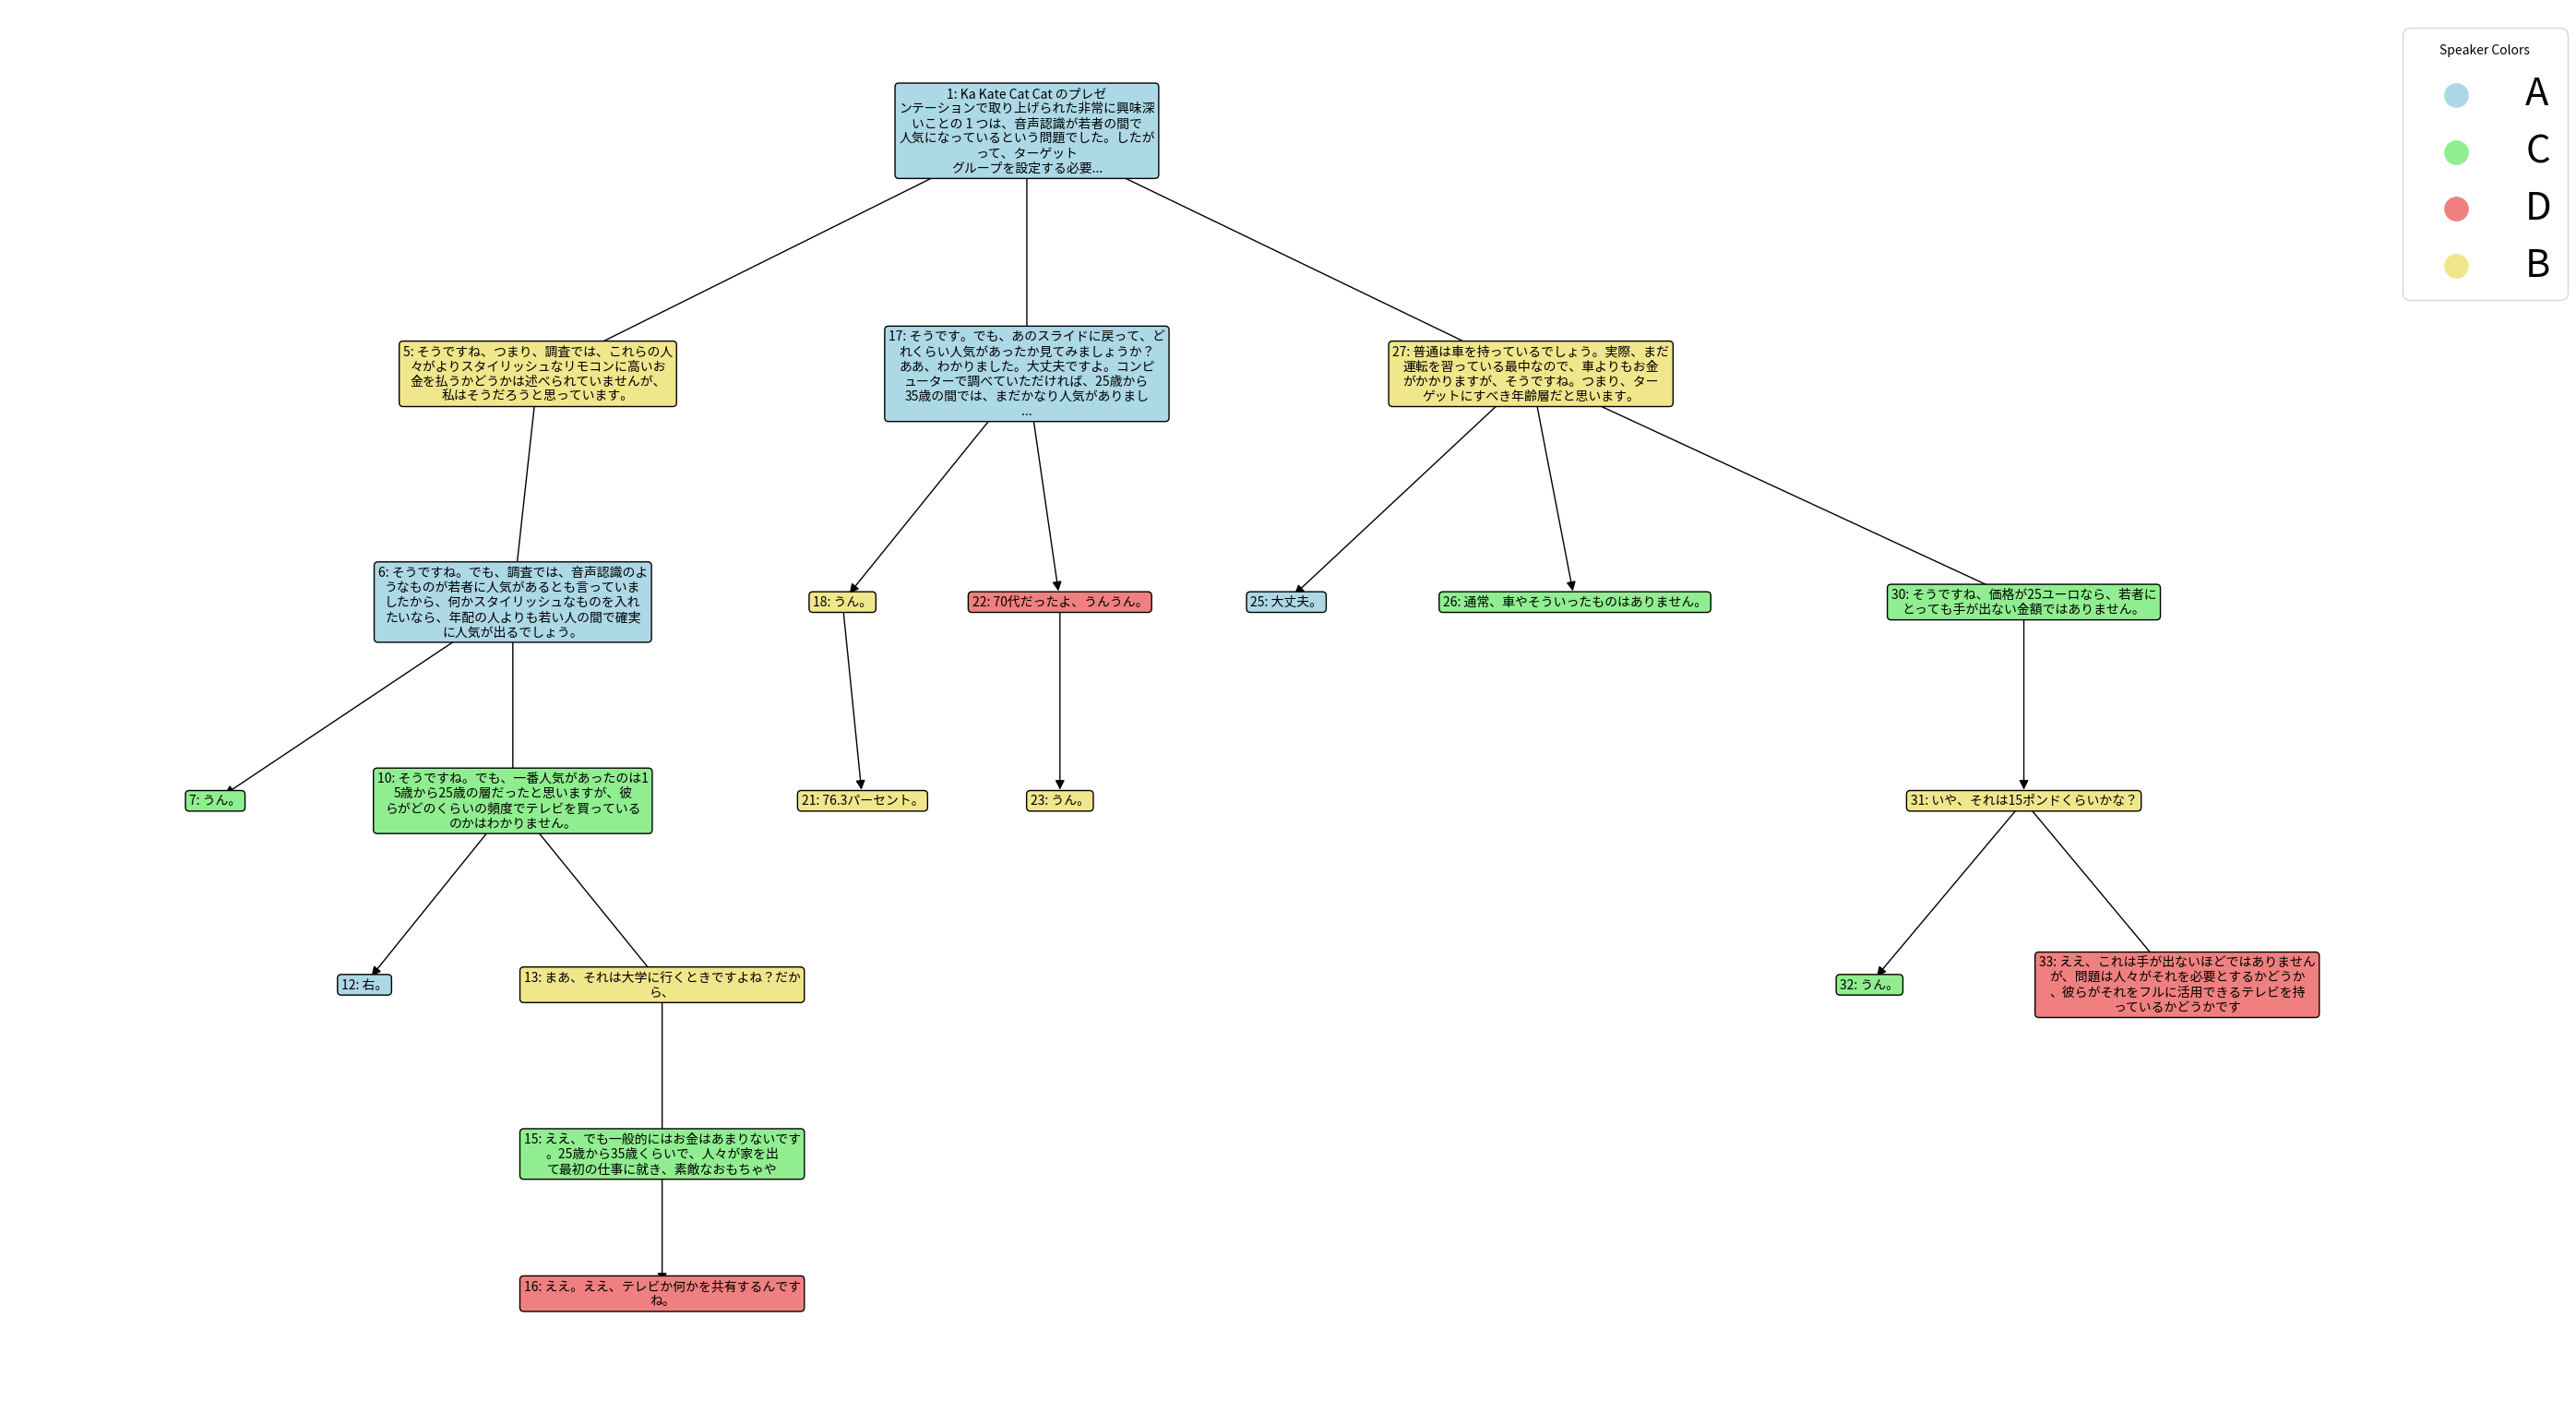 Speaker Colors
A
C
D
B
1: Ka Kate Cat Cat のプレゼ
ンテーションで取り上げられた非常に興味深
いことの 1 つは、音声認識が若者の間で
人気になっているという問題でした。したが
って、ターゲット
グループを設定する必要...
5: そうですね、つまり、調査では、これらの人
々がよりスタイリッシュなリモコンに高いお
金を払うかどうかは述べられていませんが、
私はそうだろうと思っています。
17: そうです。でも、あのスライドに戻って、ど
れくらい人気があったか見てみましょうか？
ああ、わかりました。大丈夫ですよ。コンピ
ューターで調べていただければ、25歳から
35歳の間では、まだかなり人気がありまし
...
27: 普通は車を持っているでしょう。実際、まだ
運転を習っている最中なので、車よりもお金
がかかりますが、そうですね。つまり、ター
ゲットにすべき年齢層だと思います。
6: そうですね。でも、調査では、音声認識のよ
うなものが若者に人気があるとも言っていま
したから、何かスタイリッシュなものを入れ
たいなら、年配の人よりも若い人の間で確実
に人気が出るでしょう。
18: うん。
22: 70代だったよ、うんうん。
25: 大丈夫。
26: 通常、車やそういったものはありません。
30: そうですね、価格が25ユーロなら、若者に
とっても手が出ない金額ではありません。
7: うん。
10: そうですね。でも、一番人気があったのは1
5歳から25歳の層だったと思いますが、彼
らがどのくらいの頻度でテレビを買っている
のかはわかりません。
21: 76.3パーセント。
23: うん。
31: いや、それは15ポンドくらいかな？
12: 右。
13: まあ、それは大学に行くときですよね？だか
ら、
32: うん。
33: ええ、これは手が出ないほどではありません
が、問題は人々がそれを必要とするかどうか
、彼らがそれをフルに活用できるテレビを持
っているかどうかです
15: ええ、でも一般的にはお金はあまりないです
。25歳から35歳くらいで、人々が家を出
て最初の仕事に就き、素敵なおもちゃや
16: ええ。ええ、テレビか何かを共有するんです
ね。